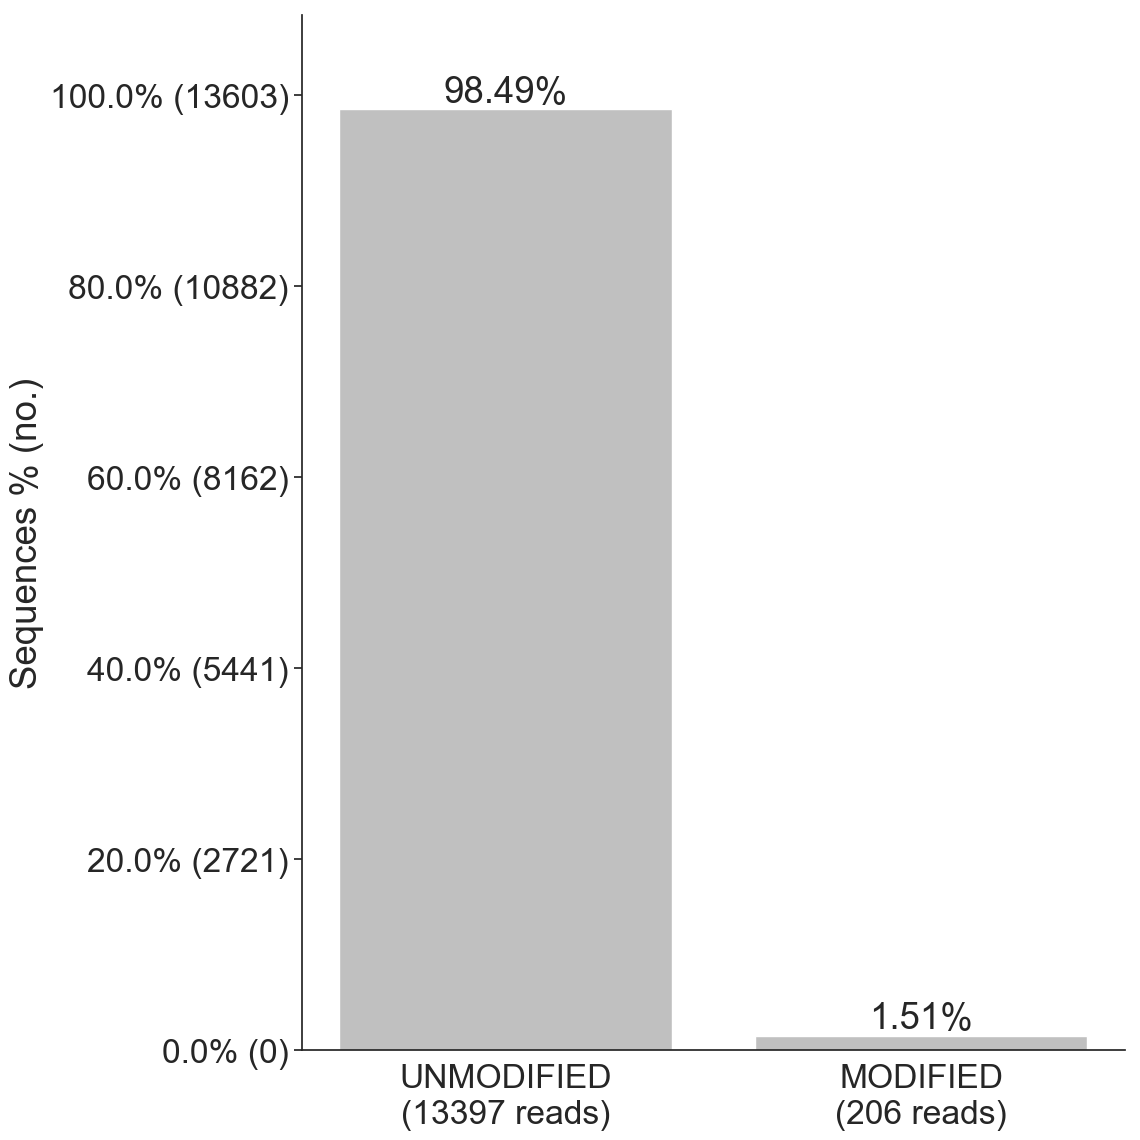 98.49%
100.0% (13603)
80.0% (10882)
60.0% (8162)
40.0% (5441)
20.0% (2721)
0.0% (0)
Sequences % (no.)
1.51%
UNMODIFIED
(13397 reads)
MODIFIED
(206 reads)